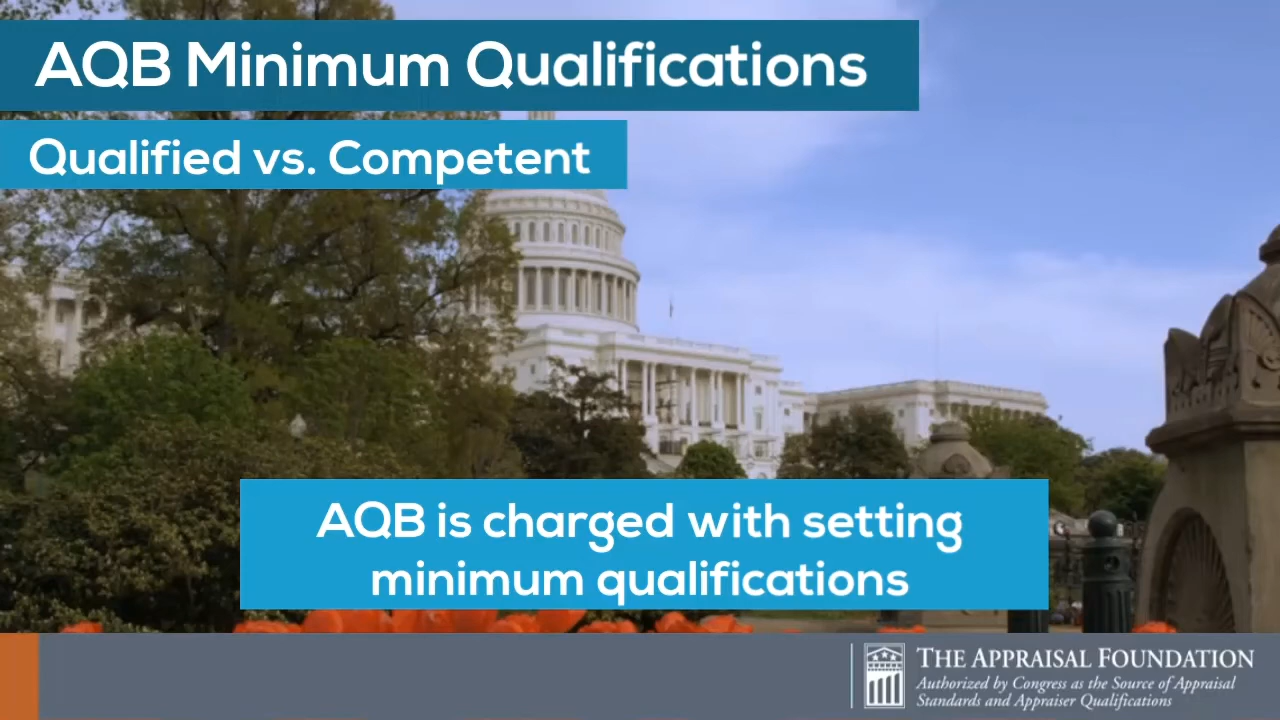 AQB Minimum Qualifications
Qualified vs. Competent
AQB is charged with setting
minimum qualifications
THE APPRAISAL FOUNDATION
Authorized by Congress as the Source of Appraisal
Standards and Appraiser Qualifications